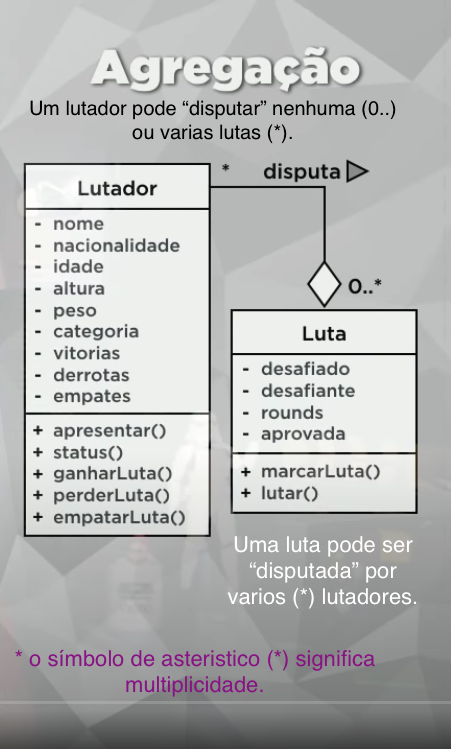 Agregação
Um lutador pode “disputar” nenhuma (0..)
ou varias lutas (*).
* disputa
Lutador
- nome
- nacionalidade
- idade
- altura
- peso
- categoria
- vitorias
- derrotas
- empates
+ apresentar()
+ status()
+ ganharLuta()
+ perderLuta()
+ empatarLuta()
0..*
Luta
- desafiado
- desafiante
- rounds
- aprovada
+ marcarLuta()
+ lutar()
Uma luta pode ser
“disputada” por
varios (*) lutadores.
* o símbolo de asteristico (*) significa
multiplicidade.